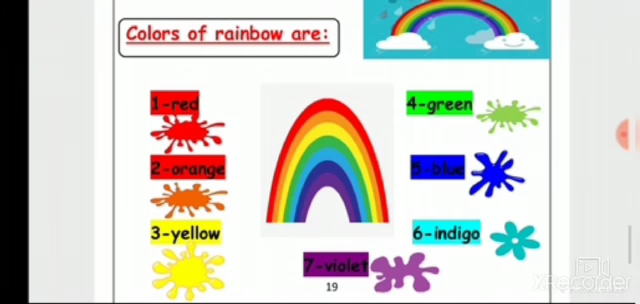 Colors of rainbow are:
1-red
2-orange
3-yellow
4-green
5-blue
6-indigo
7-violet
19
XRecorder